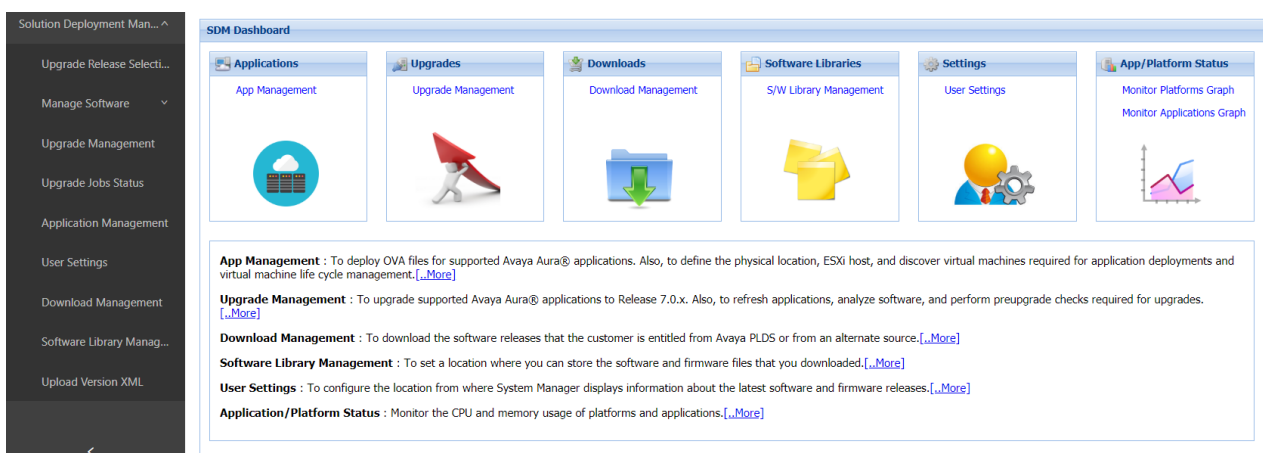 Solution Deployment Man...
Upgrade Release Selecti...
Manage Software
Upgrade Management
Upgrade Jobs Status
Application Management
User Settings
Download Management
Software Library Manag...
Upload Version XML
SDM Dashboard
Applications
App Management
Upgrades
Upgrade Management
Downloads
Download Management
Software Libraries
S/W Library Management
Settings
User Settings
App/Platform Status
Monitor Platforms Graph
Monitor Applications Graph
App Management : To deploy OVA files for supported Avaya Aura® applications. Also, to define the physical location, ESXi host, and discover virtual machines required for application deployments and
virtual machine life cycle management.[..More]
Upgrade Management : To upgrade supported Avaya Aura® applications to Release 7.0.x. Also, to refresh applications, analyze software, and perform preupgrade checks required for upgrades.
[..More]
Download Management : To download the software releases that the customer is entitled from Avaya PLDS or from an alternate source.[..More]
Software Library Management : To set a location where you can store the software and firmware files that you downloaded.[..More]
User Settings : To configure the location from where System Manager displays information about the latest software and firmware releases.[..More]
Application/Platform Status : Monitor the CPU and memory usage of platforms and applications.[..More]